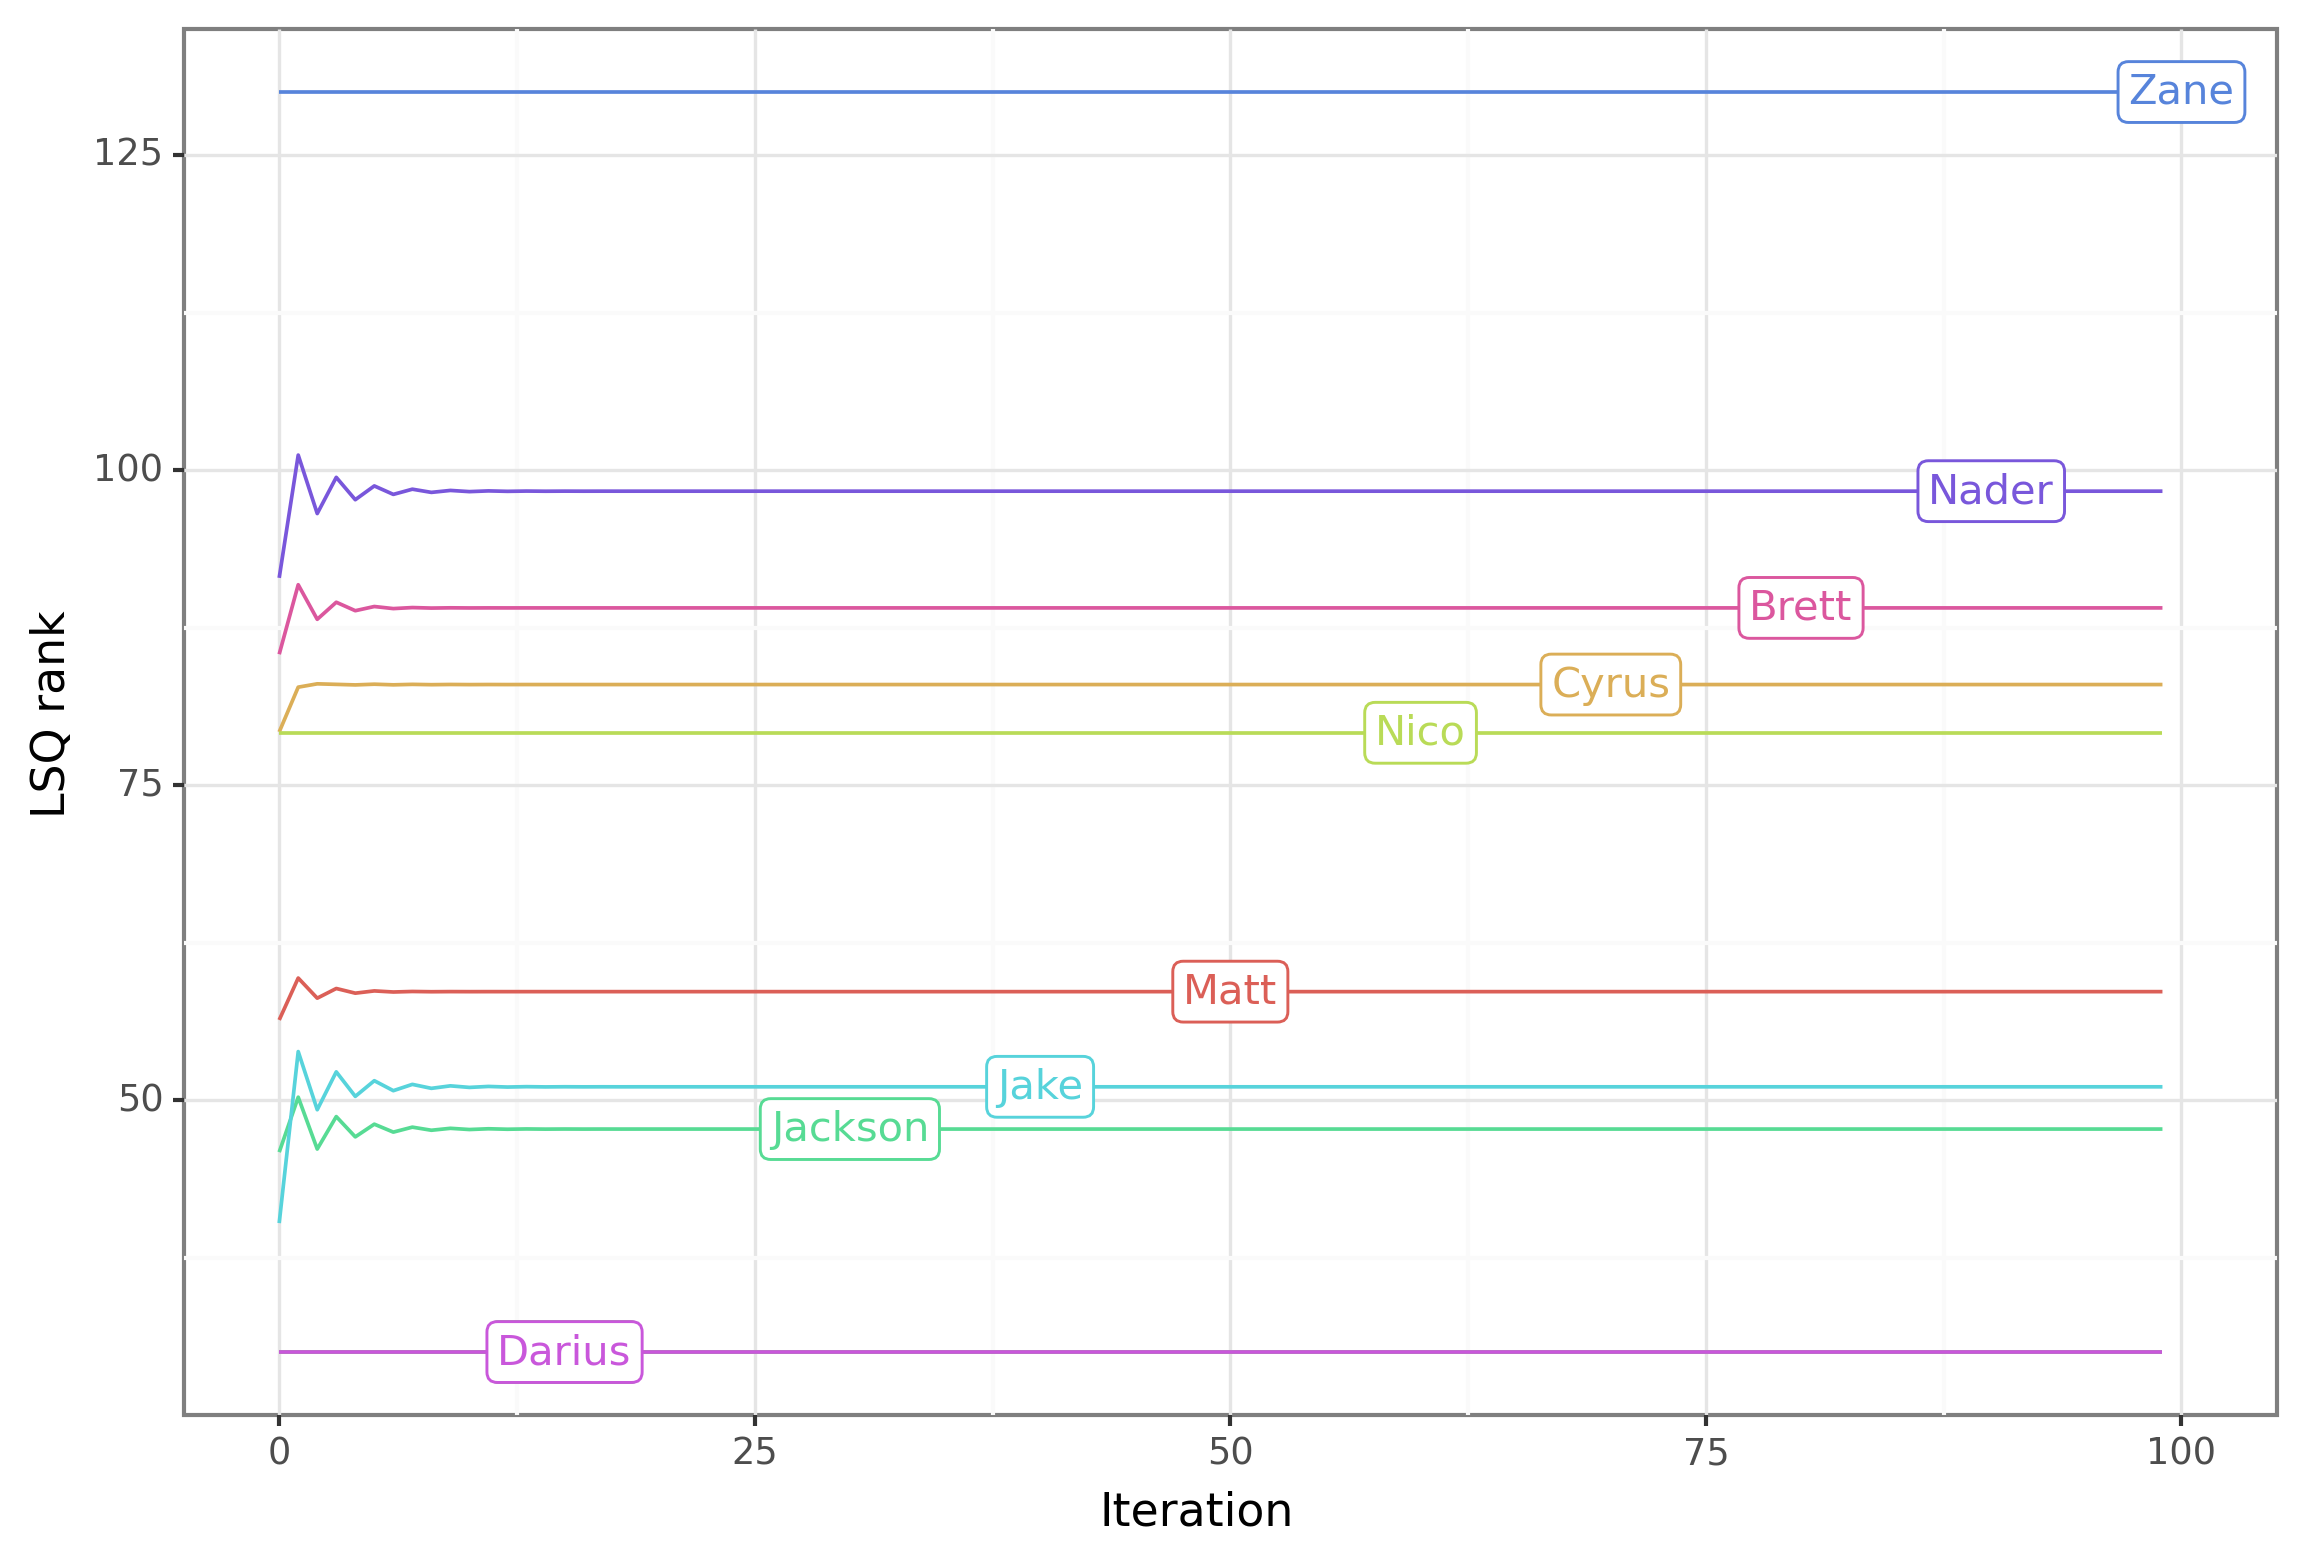 Zane
125
100
Nader
Brett
Cyrus
Nico
75
Matt
Jake
50
Jackson
Darius
0 25 50 75 100
Iteration
LSQ rank